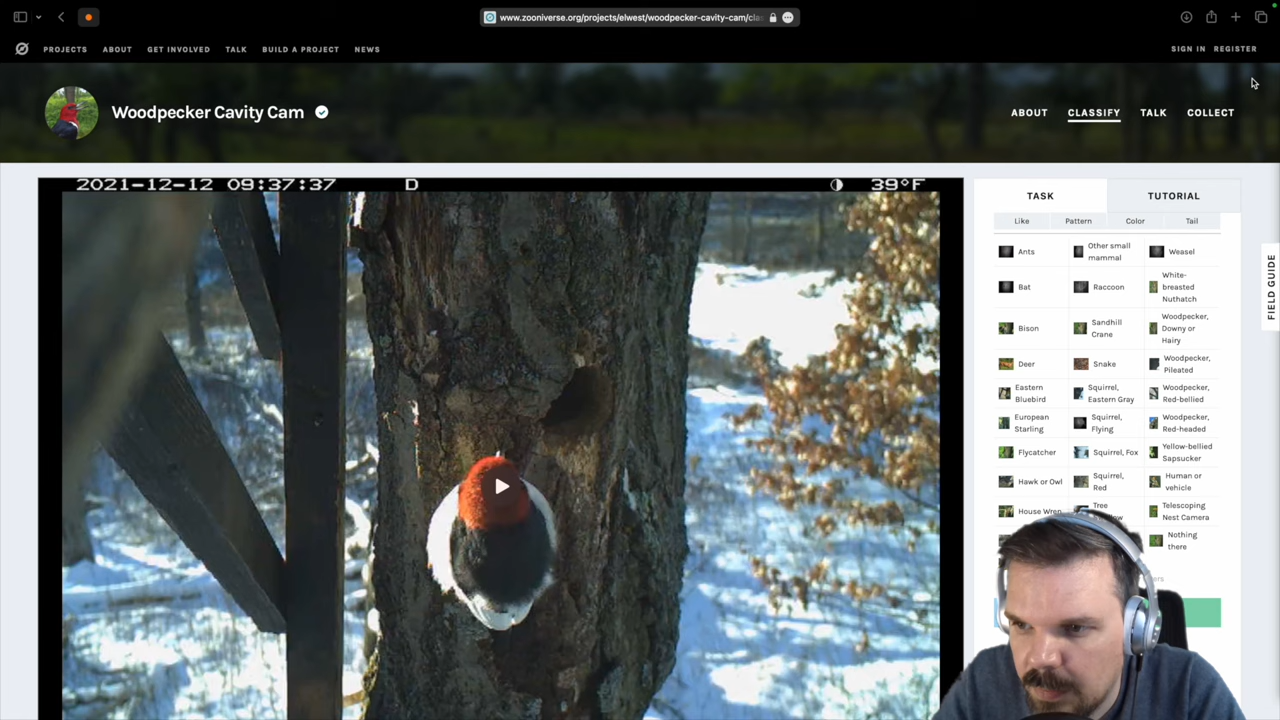 www.zooniverse.org/projects/elwest/woodpecker-cavity-cam/clas
PROJECTS ABOUT GET INVOLVED TALK BUILD A PROJECT NEWS
SIGN IN REGISTER
Woodpecker Cavity Cam
ABOUT CLASSIFY TALK COLLECT
2021-12-12 09:37:37 D 39°F
TASK TUTORIAL
Like Pattern Color Tail
Ants
Other small
mammal
Weasel
Bat
Raccoon
White-
breasted
Nuthatch
Bison
Sandhill
Crane
Woodpecker,
Downy or
Hairy
Deer
Snake
Woodpecker,
Pileated
Eastern
Bluebird
Squirrel,
Eastern Gray
Woodpecker,
Red-bellied
European
Starling
Squirrel,
Flying
Woodpecker,
Red-headed
Flycatcher
Squirrel, Fox
Yellow-bellied
Sapsucker
Hawk or Owl
Squirrel,
Red
Human or
vehicle
House Wren
Tree
Telescoping
Nest Camera
Nothing
there
FIELD GUIDE